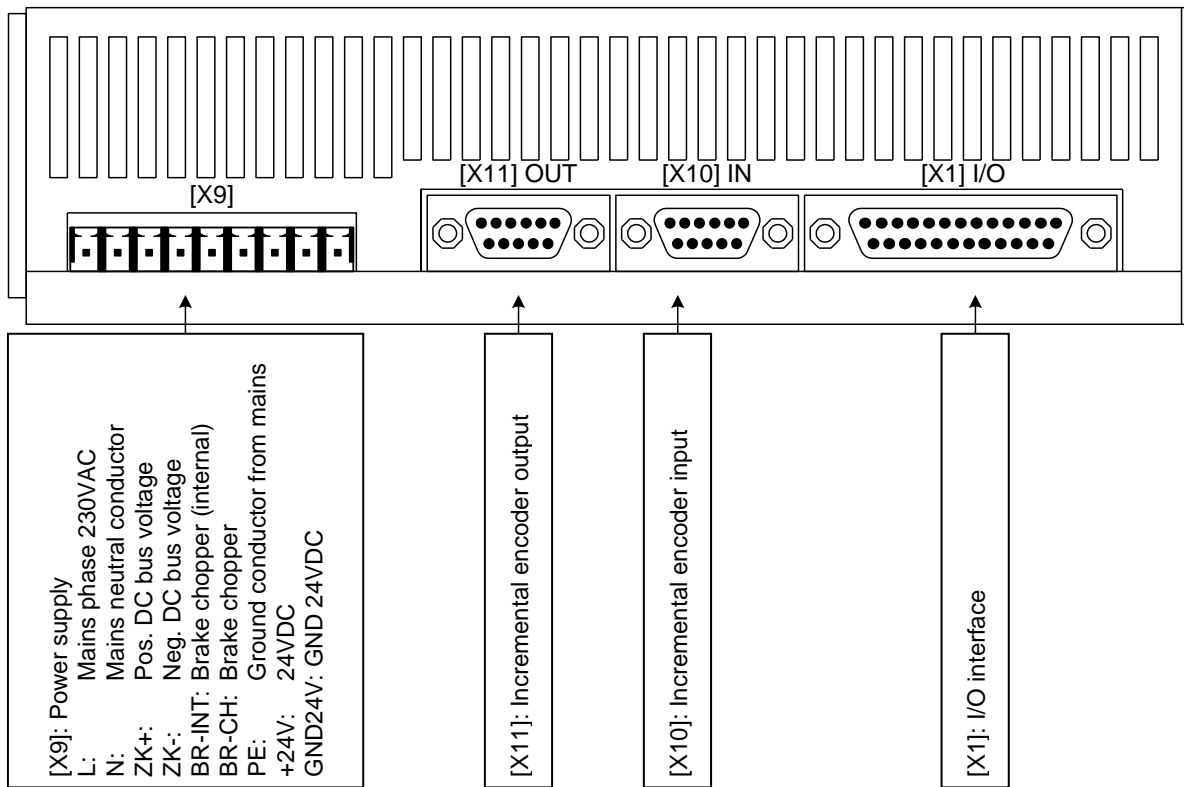 [X9]
[X11] OUT
[X10] IN
[X1] I/O
[X9]: Power supply
L: Mains phase 230VAC
N: Mains neutral conductor
ZK+: Pos. DC bus voltage
ZK-: Neg. DC bus voltage
BR-INT: Brake chopper (internal)
BR-CH: Brake chopper
PE: Ground conductor from mains
+24V: 24VDC
GND24V: GND 24VDC
[X11]: Incremental encoder output
[X10]: Incremental encoder input
[X1]: I/O interface